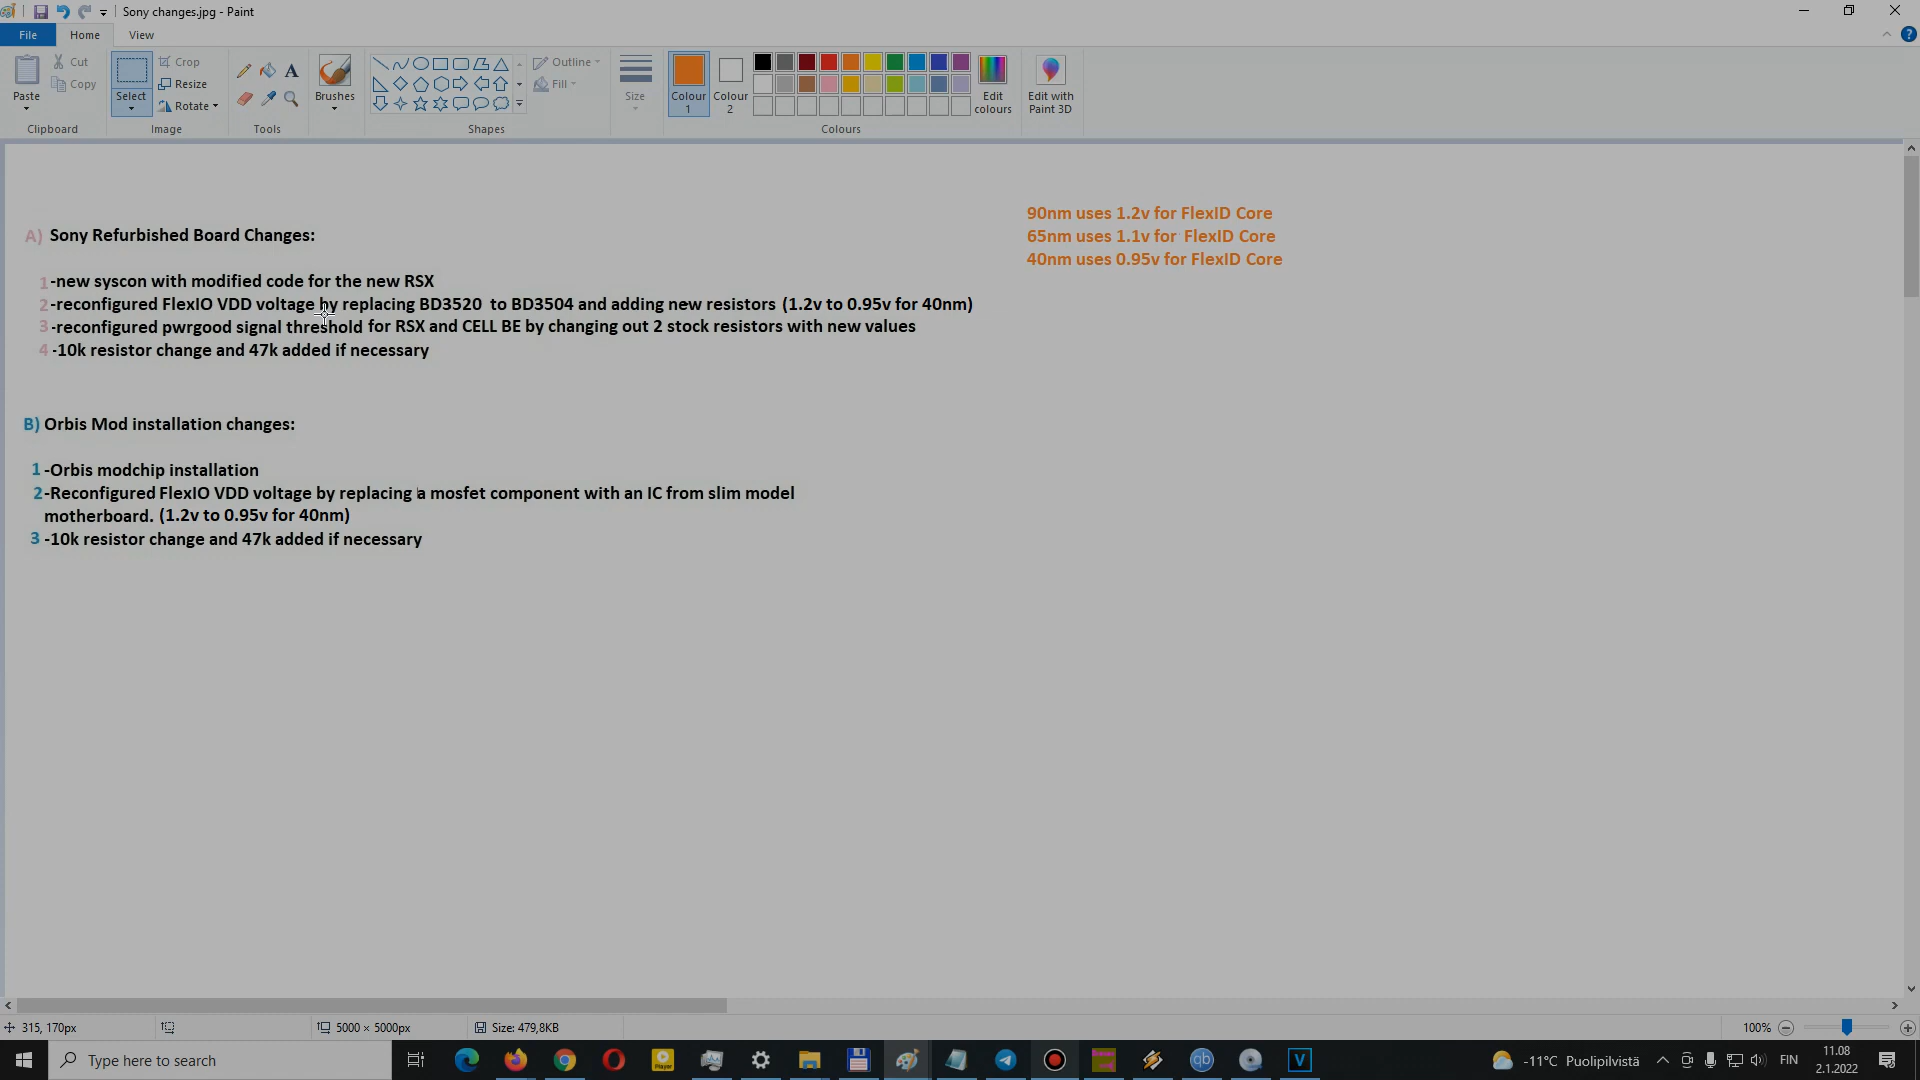 Sony changes.jpg - Paint
File
Home
View
Paste
Cut
Copy
Clipboard
Select
Crop
Resize
Rotate
Image
A
Tools
Brushes
Shapes
Outline
Fill
Size
Colour 1
Colour 2
Edit colours
Colours
Edit with Paint 3D
90nm uses 1.2v for FlexID Core
65nm uses 1.1v for FlexID Core
40nm uses 0.95v for FlexID Core
A) Sony Refurbished Board Changes:
1 -new syscon with modified code for the new RSX
2 -reconfigured FlexIO VDD voltage by replacing BD3520 to BD3504 and adding new resistors (1.2v to 0.95v for 40nm)
3 -reconfigured pwrgood signal threshold for RSX and CELL BE by changing out 2 stock resistors with new values
4 -10k resistor change and 47k added if necessary
B) Orbis Mod installation changes:
1 -Orbis modchip installation
2 -Reconfigured FlexIO VDD voltage by replacing a mosfet component with an IC from slim model
motherboard. (1.2v to 0.95v for 40nm)
3 -10k resistor change and 47k added if necessary
315, 170px
5000 × 5000px
Size: 479,8KB
100%
Type here to search
Player
qb
V
-11°C Puolipilvistä
FIN
11.08
2.1.2022